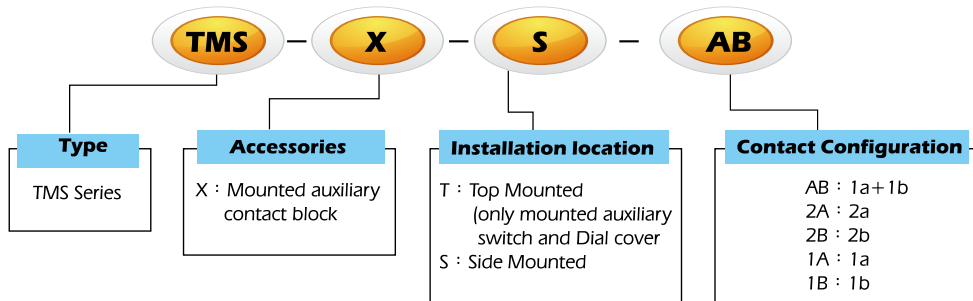 TMS – X – S – AB
Type
TMS Series
Accessories
X : Mounted auxiliary
contact block
Installation location
T : Top Mounted
(only mounted auxiliary
switch and Dial cover
S : Side Mounted
Contact Configuration
AB : 1a+1b
2A : 2a
2B : 2b
1A : 1a
1B : 1b